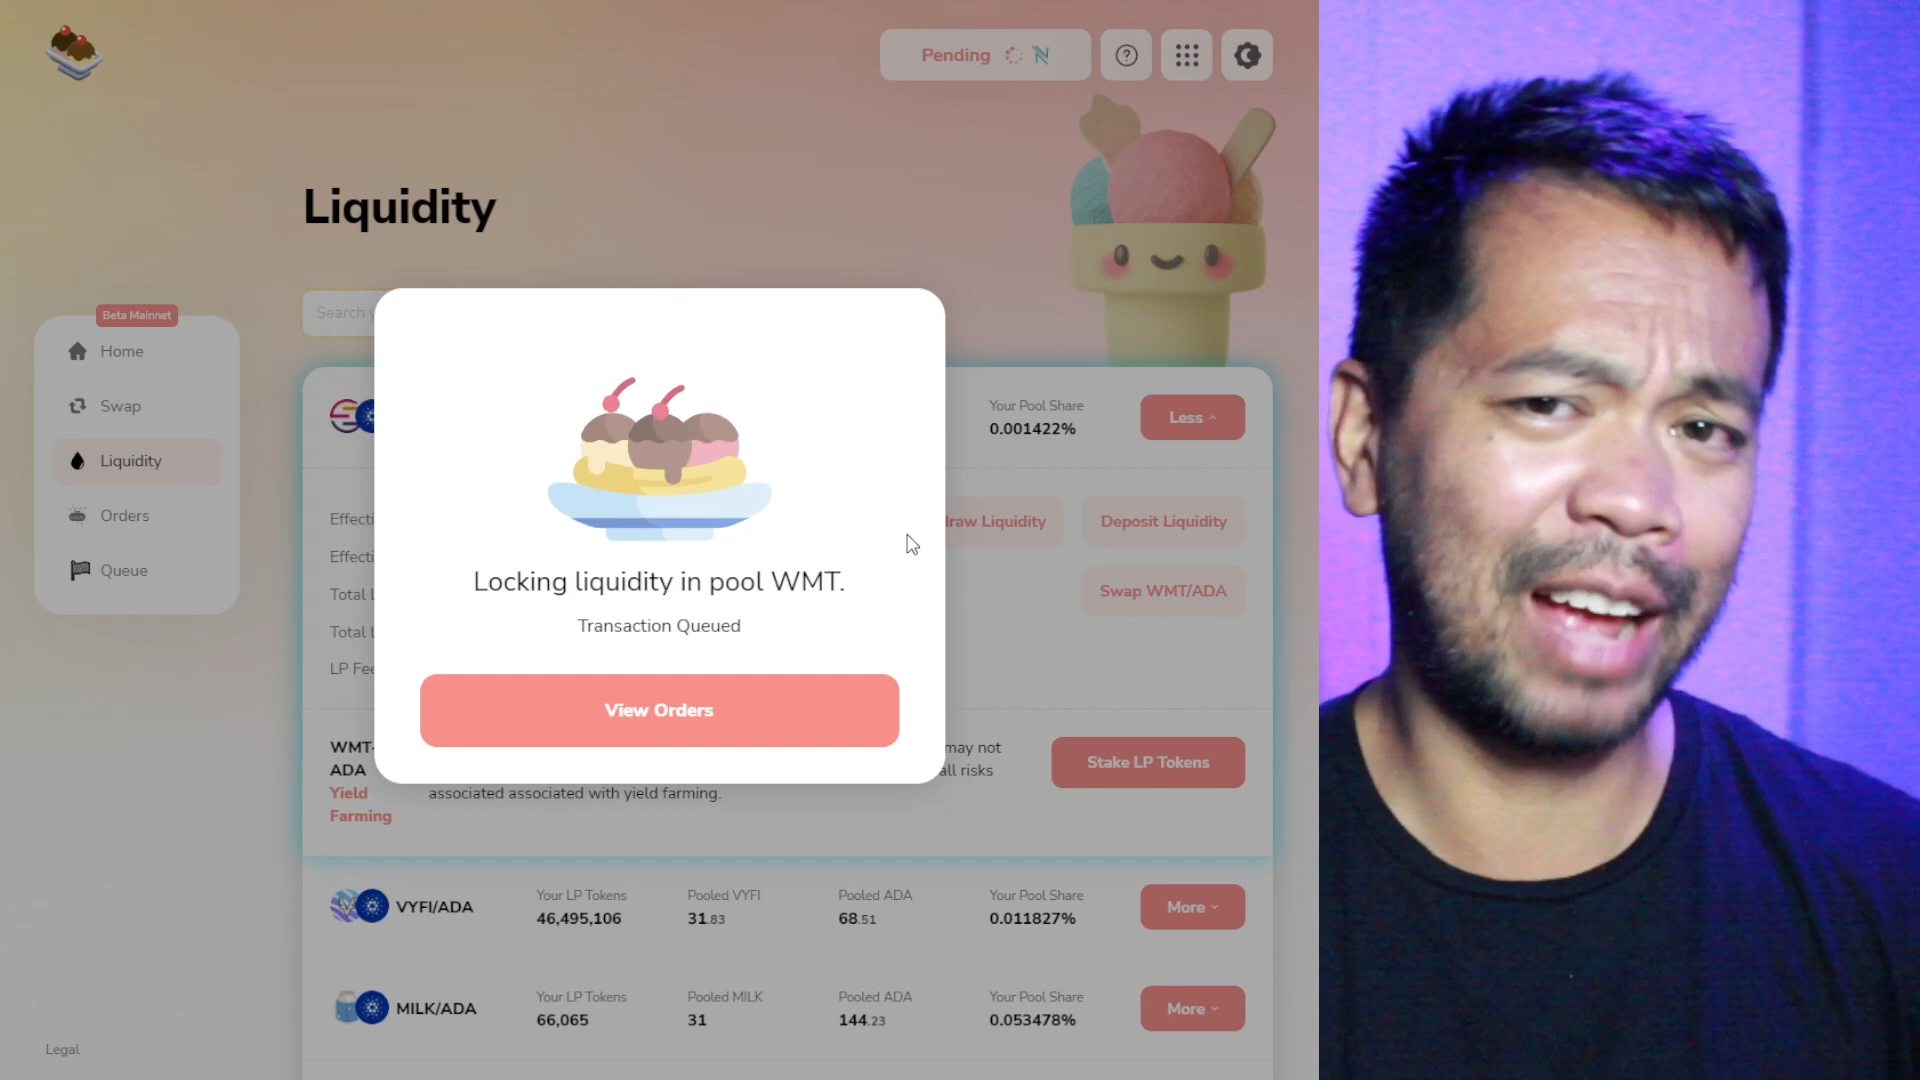 Pending
Liquidity
Search
Beta Mainnet
Home
Swap
Liquidity
Orders
Queue
Your Pool Share
0.001422%
Less
Liquidity
Deposit Liquidity
Swap WMT/ADA
Total
Total
LP
Locking liquidity in pool WMT.
Transaction Queued
View Orders
WMT-
ADA
Yield
Farming
may not
all risks
associated associated with yield farming.
Stake LP Tokens
VYFI/ADA
Your LP Tokens
46,495,106
Pooled VYFI
31.83
Pooled ADA
68.51
Your Pool Share
0.011827%
More
MILK/ADA
Your LP Tokens
66,065
Pooled MILK
31
Pooled ADA
144.23
Your Pool Share
0.053478%
More
Legal